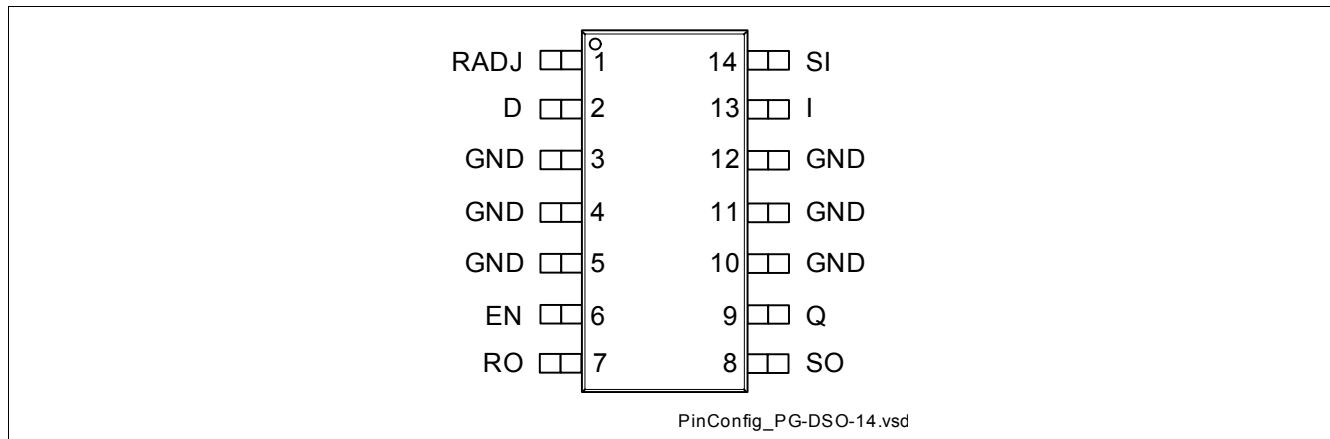 RADJ 1 14 SI
D 2 13 I
GND 3 12 GND
GND 4 11 GND
GND 5 10 GND
EN 6 9 Q
RO 7 8 SO
PinConfig_PG-DSO-14.vsd